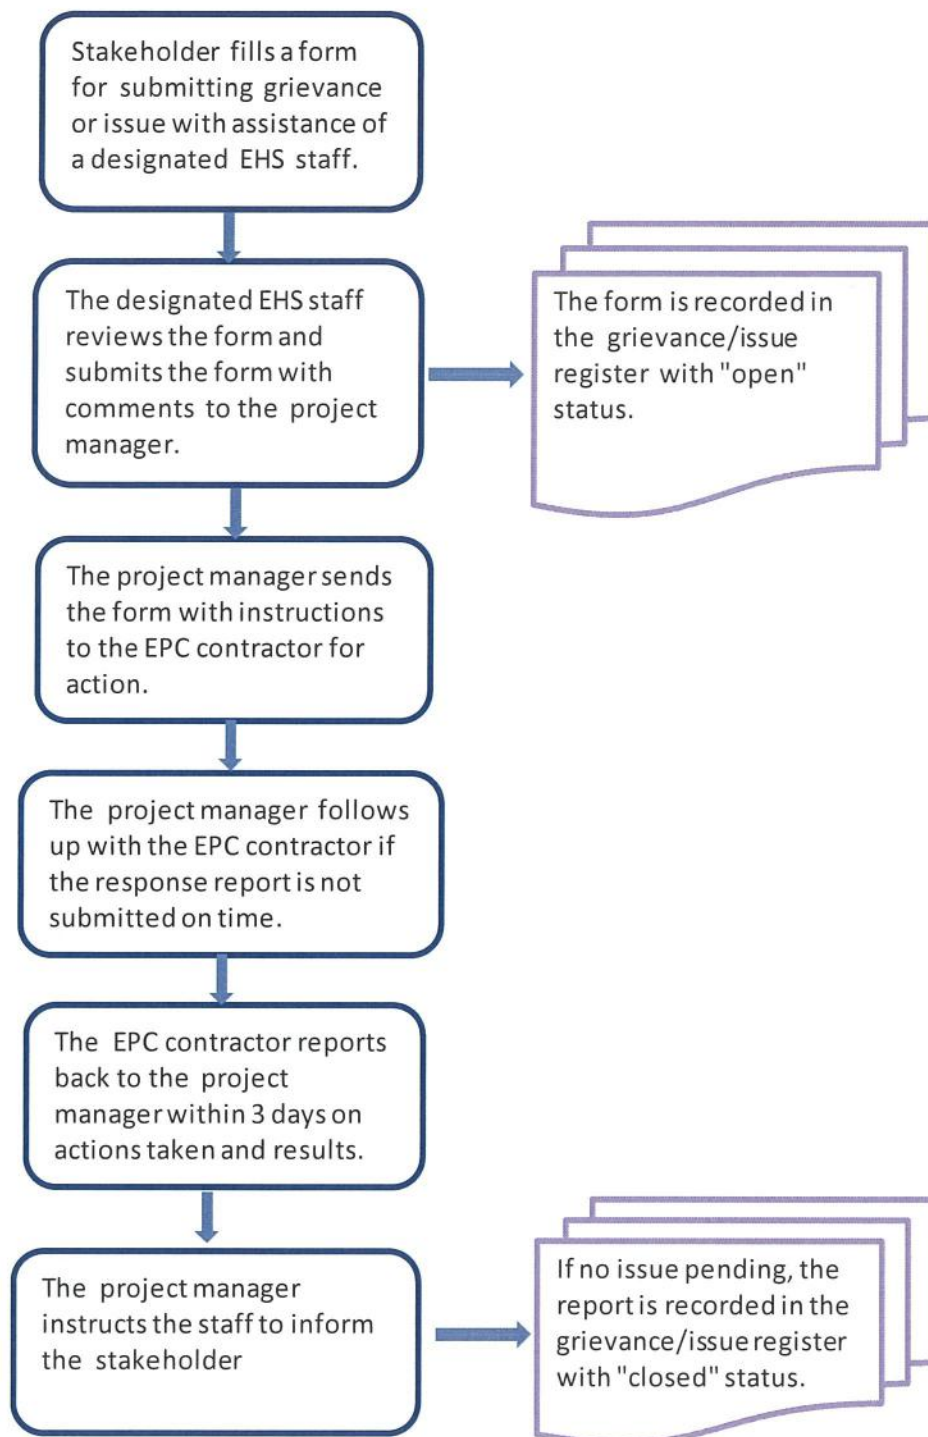 Stakeholder fills a form
for submitting grievance
or issue with assistance of
a designated EHS staff.
The designated EHS staff
reviews the form and
submits the form with
comments to the project
manager.
The form is recorded in
the grievance/issue
register with "open"
status.
The project manager sends
the form with instructions
to the EPC contractor for
action.
The project manager follows
up with the EPC contractor if
the response report is not
submitted on time.
The EPC contractor reports
back to the project
manager within 3 days on
actions taken and results.
The project manager
instructs the staff to inform
the stakeholder
If no issue pending, the
report is recorded in the
grievance/issue register
with "closed" status.